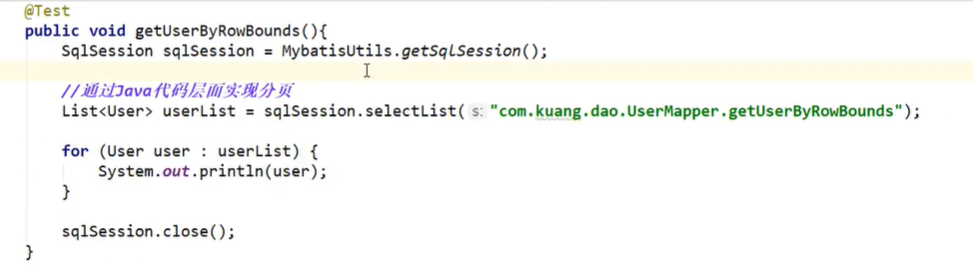 @Test
public void getUserByRowBounds(){
SqlSession sqlSession = MybatisUtils.getSqlSession();
//通过Java代码层面实现分页
List<User> userList = sqlSession.selectList( s: "com.kuang.dao.UserMapper.getUserByRowBounds");
for (User user : userList) {
System.out.println(user);
}
sqlSession.close();
}